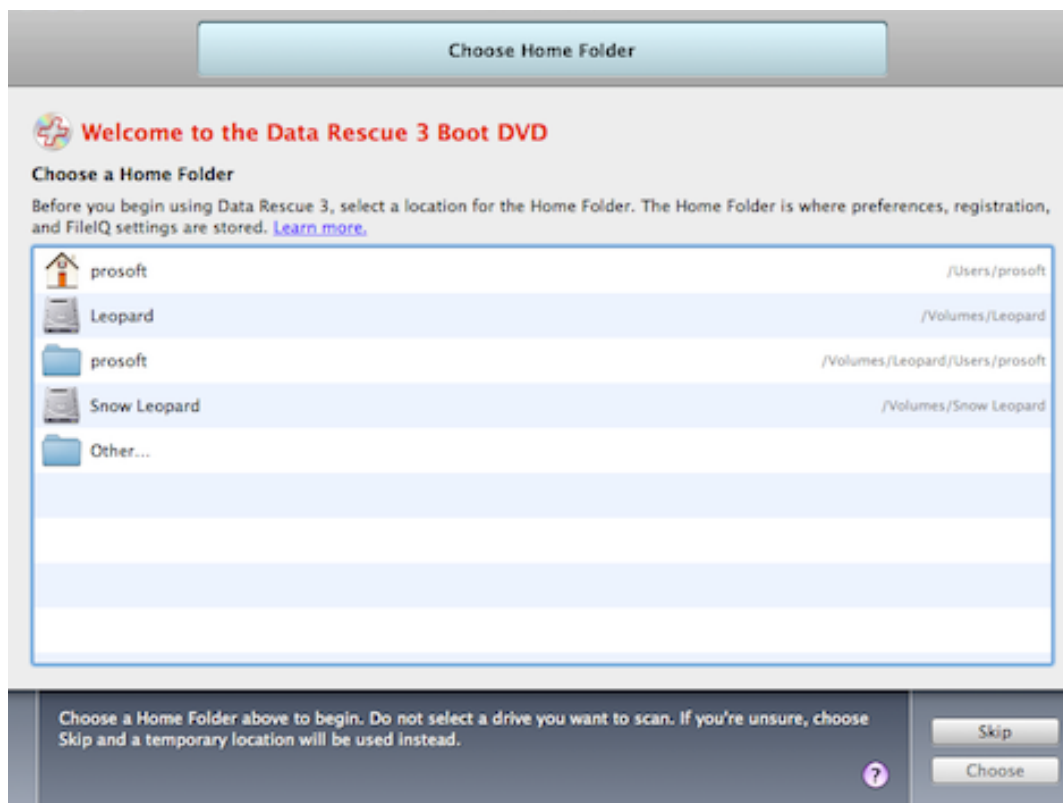 Choose Home Folder
Welcome to the Data Rescue 3 Boot DVD
Choose a Home Folder
Before you begin using Data Rescue 3, select a location for the Home Folder. The Home Folder is where preferences, registration,
and FileIQ settings are stored. Learn more.
prosoft /Users/prosoft
Leopard /Volumes/Leopard
prosoft /Volumes/Leopard/Users/prosoft
Snow Leopard /Volumes/Snow Leopard
Other...
Choose a Home Folder above to begin. Do not select a drive you want to scan. If you're unsure, choose
Skip and a temporary location will be used instead.
Skip
?
Choose